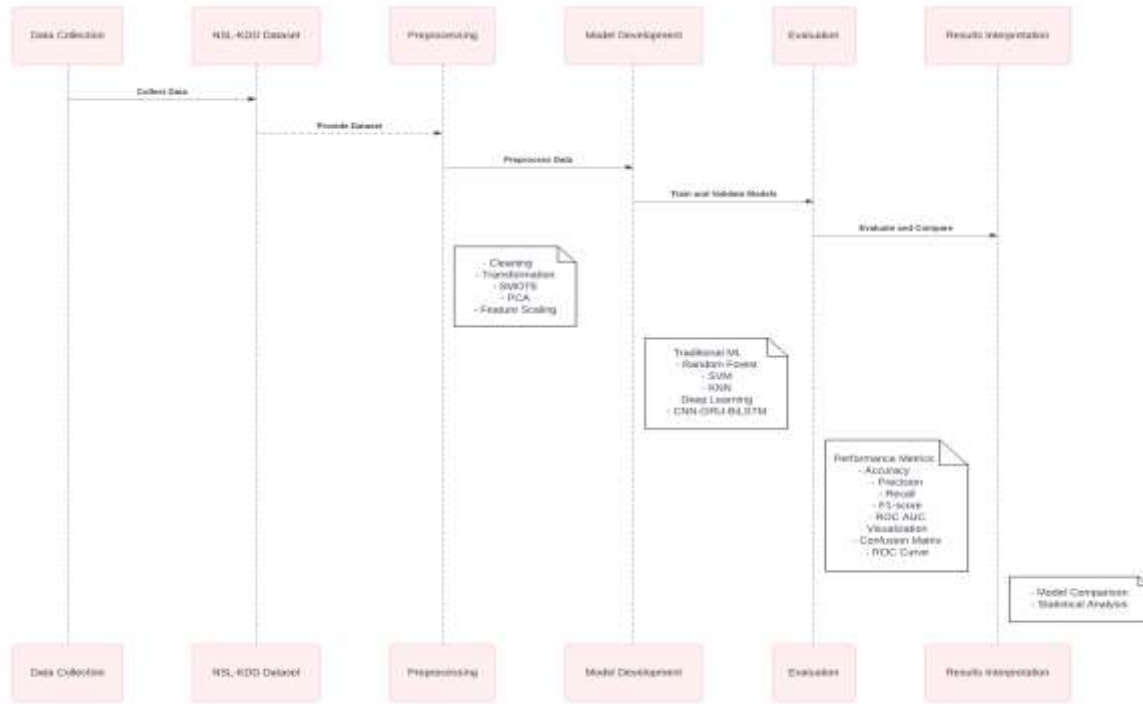 Data Collection
NSL-KDD Dataset
Preprocessing
Model Development
Evaluation
Results Interpretation
Collect Data
Provide Dataset
Preprocess Data
Train and Validate Models
Evaluate and Compare
- Cleaning
- Transformation
- SMOTE
- PCA
- Feature Scaling
Traditional ML
- Random Forest
- SVM
- KNN
Deep Learning
- CNN-GRU-BiLSTM
Performance Metrics
- Accuracy
- Precision
- Recall
- F1-score
- ROC AUC
Visualization
- Confusion Matrix
- ROC Curve
- Model Comparison
- Statistical Analysis
Data Collection
NSL-KDD Dataset
Preprocessing
Model Development
Evaluation
Results Interpretation